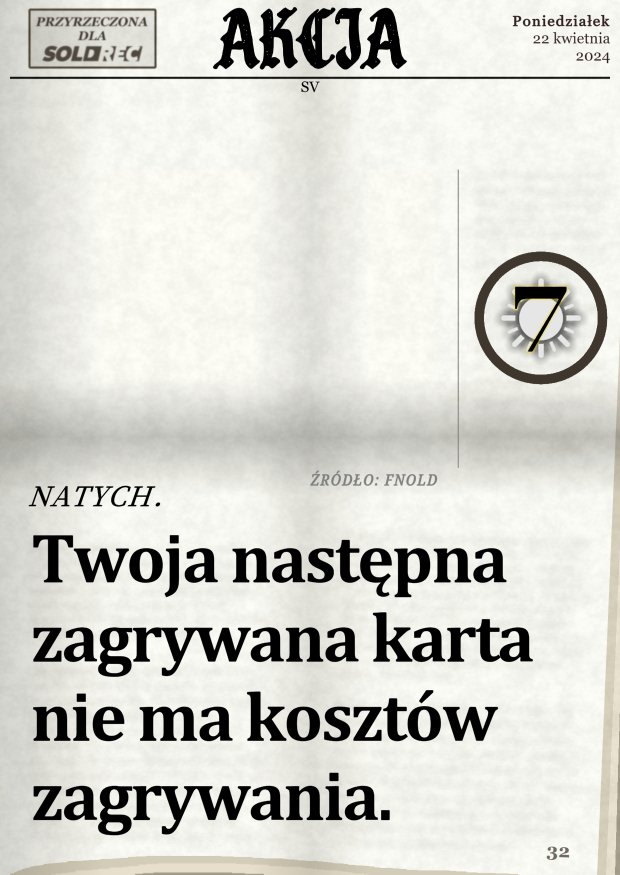 PRZYRZECZONA
DLA
SOLDREC
AKCJA
Poniedziałek
22 kwietnia
2024
SV
7
ŹRÓDŁO: FNOLD
NATYCH.
Twoja następna
zagrywana karta
nie ma kosztów
zagrywania.
32